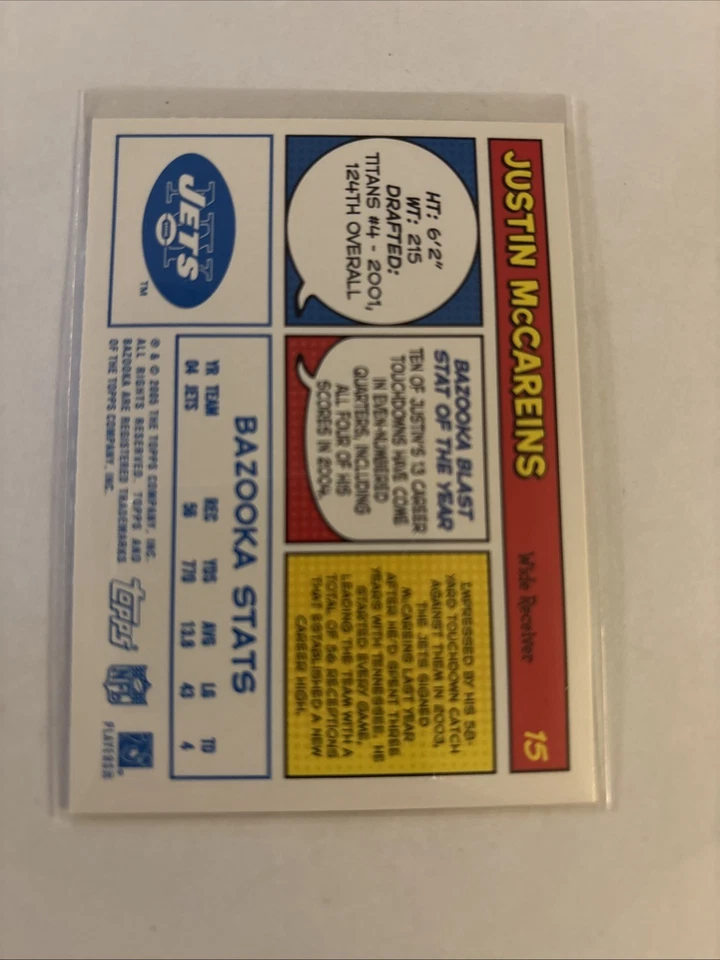 JUSTIN McCAREINS
Wide Receiver
15
HT: 6'2"
WT: 215
DRAFTED:
TITANS #4 - 2001,
124TH OVERALL
BAZOOKA BLAST
STAT OF THE YEAR
TEN OF JUSTIN'S 13 CAREER
TOUCHDOWNS HAVE COME
IN EVEN-NUMBERED
QUARTERS, INCLUDING
ALL FOUR OF HIS
SCORES IN 2004.
IMPRESSED BY HIS 58-
YARD TOUCHDOWN CATCH
AGAINST THEM IN 2003,
THE JETS SIGNED
McCAREINS LAST YEAR
AFTER HE'D SPENT THREE
YEARS WITH TENNESSEE. HE
STARTED EVERY GAME,
LEADING THE TEAM WITH A
TOTAL OF 56 RECEPTIONS
THAT ESTABLISHED A NEW
CAREER HIGH.
NY
JETS
TM
BAZOOKA STATS
YR TEAM REC YDS AVG LG TD
04 JETS 56 770 13.8 43 4
® & © 2005 THE TOPPS COMPANY, INC.
ALL RIGHTS RESERVED. TOPPS AND
BAZOOKA ARE REGISTERED TRADEMARKS
OF THE TOPPS COMPANY, INC.
topps
NFL
PLAYERS